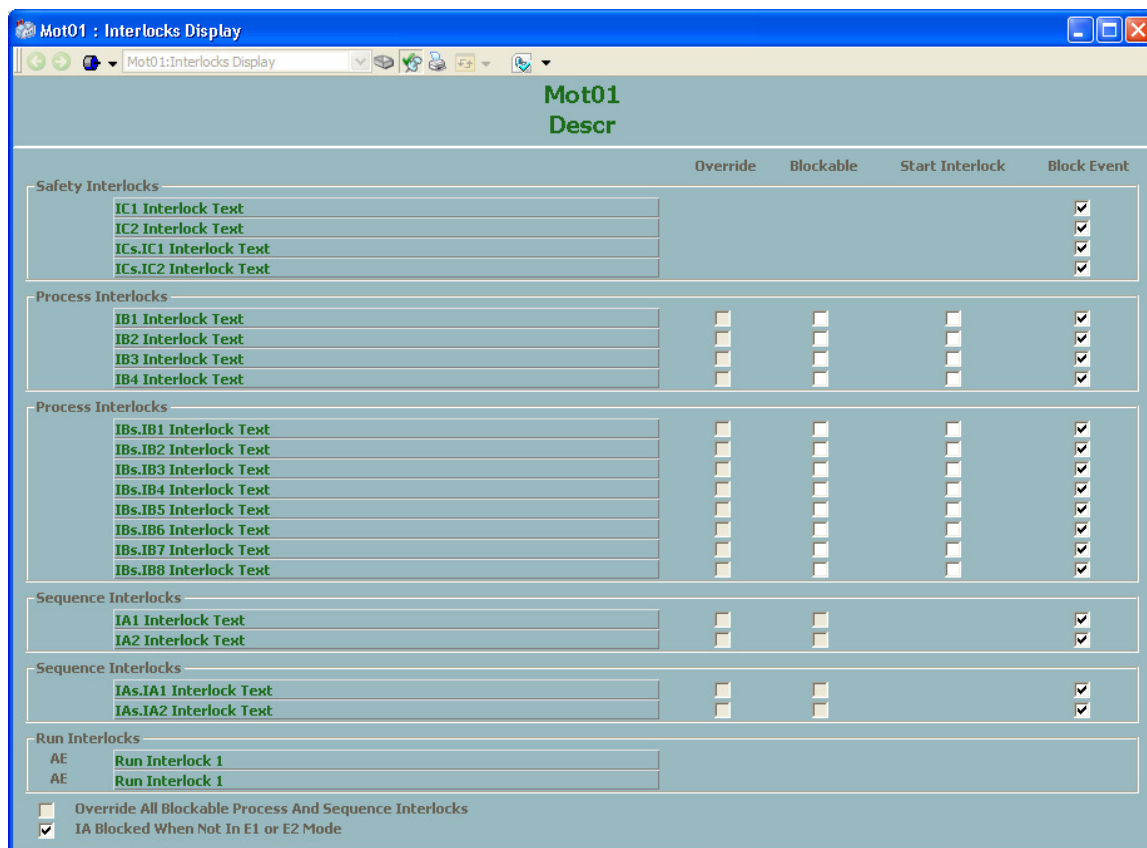 Mot01 : Interlocks Display
Mot01:Interlocks Display
Mot01
Descr
Override Blockable Start Interlock Block Event
Safety Interlocks
IC1 Interlock Text
IC2 Interlock Text
ICs.IC1 Interlock Text
ICs.IC2 Interlock Text
Process Interlocks
IB1 Interlock Text
IB2 Interlock Text
IB3 Interlock Text
IB4 Interlock Text
Process Interlocks
IBs.IB1 Interlock Text
IBs.IB2 Interlock Text
IBs.IB3 Interlock Text
IBs.IB4 Interlock Text
IBs.IB5 Interlock Text
IBs.IB6 Interlock Text
IBs.IB7 Interlock Text
IBs.IB8 Interlock Text
Sequence Interlocks
IA1 Interlock Text
IA2 Interlock Text
Sequence Interlocks
IAs.IA1 Interlock Text
IAs.IA2 Interlock Text
Run Interlocks
AE Run Interlock 1
AE Run Interlock 1
Override All Blockable Process And Sequence Interlocks
IA Blocked When Not In E1 or E2 Mode